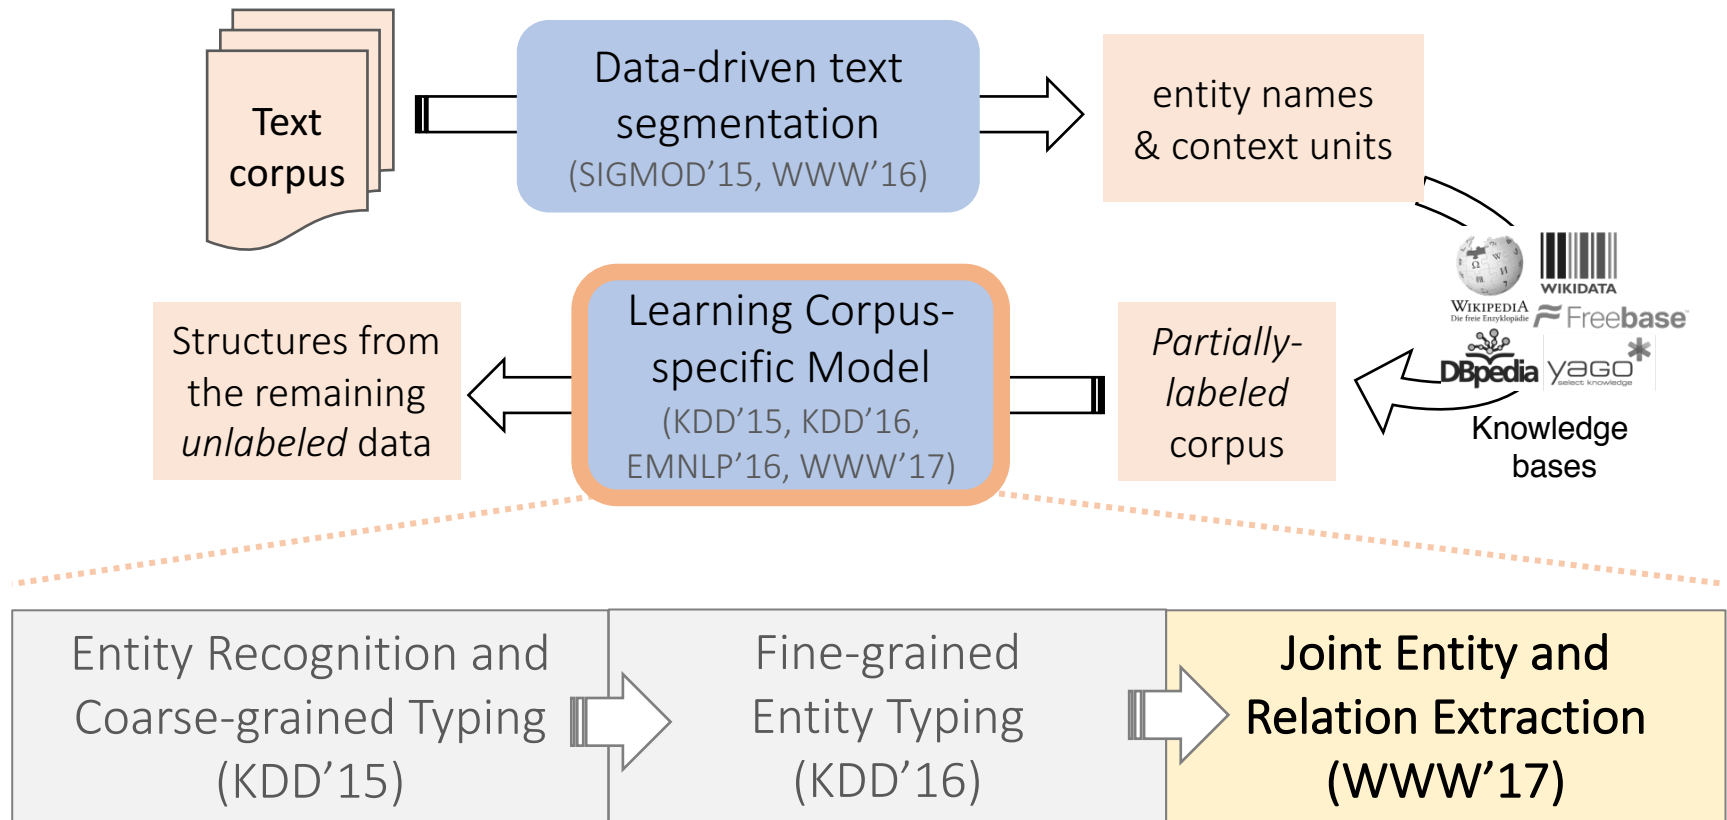 Text
corpus
Data-driven text
segmentation
(SIGMOD’15, WWW’16)
entity names
& context units
WIKIPEDIA
Die freie Enzyklopädie
WIKIDATA
Freebase
DBpedia
yago
select knowledge
Knowledge
bases
Partially-
labeled
corpus
Learning Corpus-
specific Model
(KDD’15, KDD’16,
EMNLP’16, WWW’17)
Structures from
the remaining
unlabeled data
Entity Recognition and
Coarse-grained Typing
(KDD’15)
Fine-grained
Entity Typing
(KDD’16)
Joint Entity and
Relation Extraction
(WWW’17)